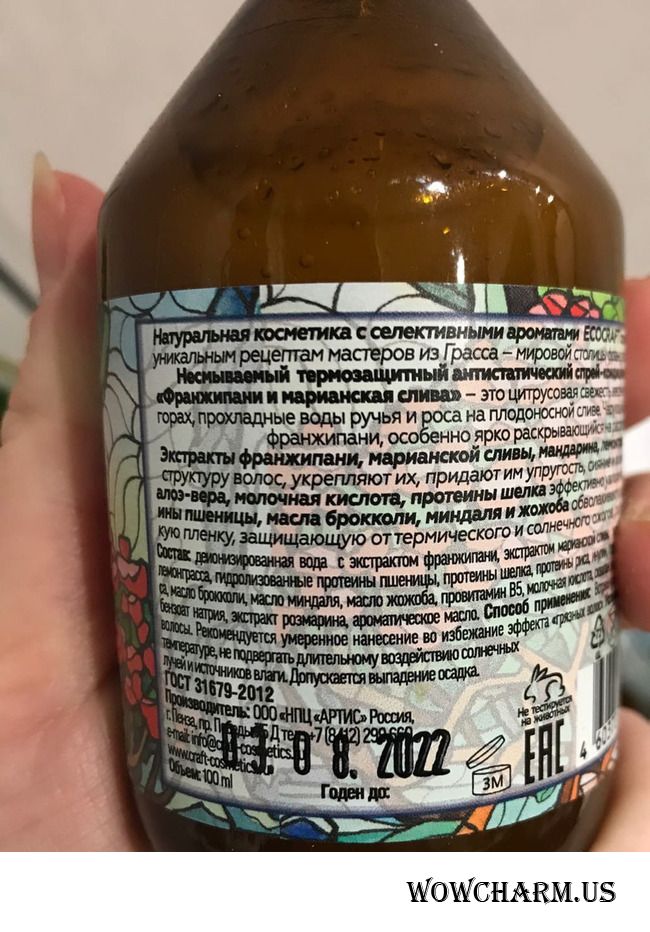 Натуральная косметика с селективными ароматами ECOCRAFT
уникальным рецептам мастеров из Грасса – мировой столицы
Несмываемый термозащитный антистатический
«Франжипани и марианская слива» – это цитрусовая свежесть
горах, прохладные воды ручья и роса на плодоносной сливе.
франжипани, особенно ярко раскрывающийся на
Экстракты франжипани, марианской сливы, мандарина,
структуру волос, укрепляют их, придают им упругость, сияние
алоэ-вера, молочная кислота, протеины шелка эффективно
ины пшеницы, масла брокколи, миндаля и жожоба
кую пленку, защищающую от термического и солнечного
Состав: деионизированная вода с экстрактом франжипани, экстрактом марианской
лемонграсса, гидролизованные протеины пшеницы, протеины шелка, протеины риса,
са, масло брокколи, масло миндаля, масло жожоба, провитамин B5, молочная кислота,
бензоат натрия, экстракт розмарина, ароматическое масло. Способ применения:
волосы. Рекомендуется умеренное нанесение во избежание эффекта «грязных
температуре, не подвергать длительному воздействию солнечных
лучей и источников влаги. Допускается выпадение осадка.
ГОСТ 31679-2012
Производитель: ООО «НПЦ «АРТИС» Россия,
г. Пенза, пр.
e-mail:
www.craft-cosmetics.
Объем: 100 ml
08. 2022
Годен до:
Не тестируется
на животных
3М
EAC
WOWCHARM.US